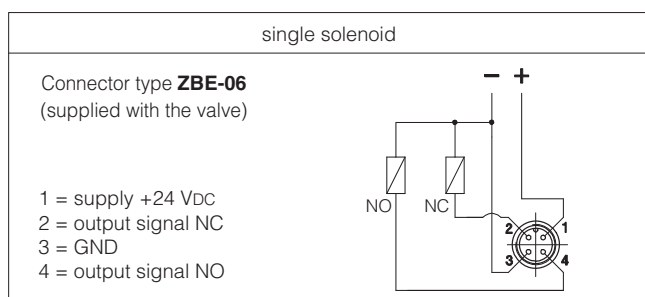 single solenoid
Connector type ZBE-06
(supplied with the valve)
1 = supply +24 VDC
2 = output signal NC
3 = GND
4 = output signal NO
− +
NO NC
2 1
3 4